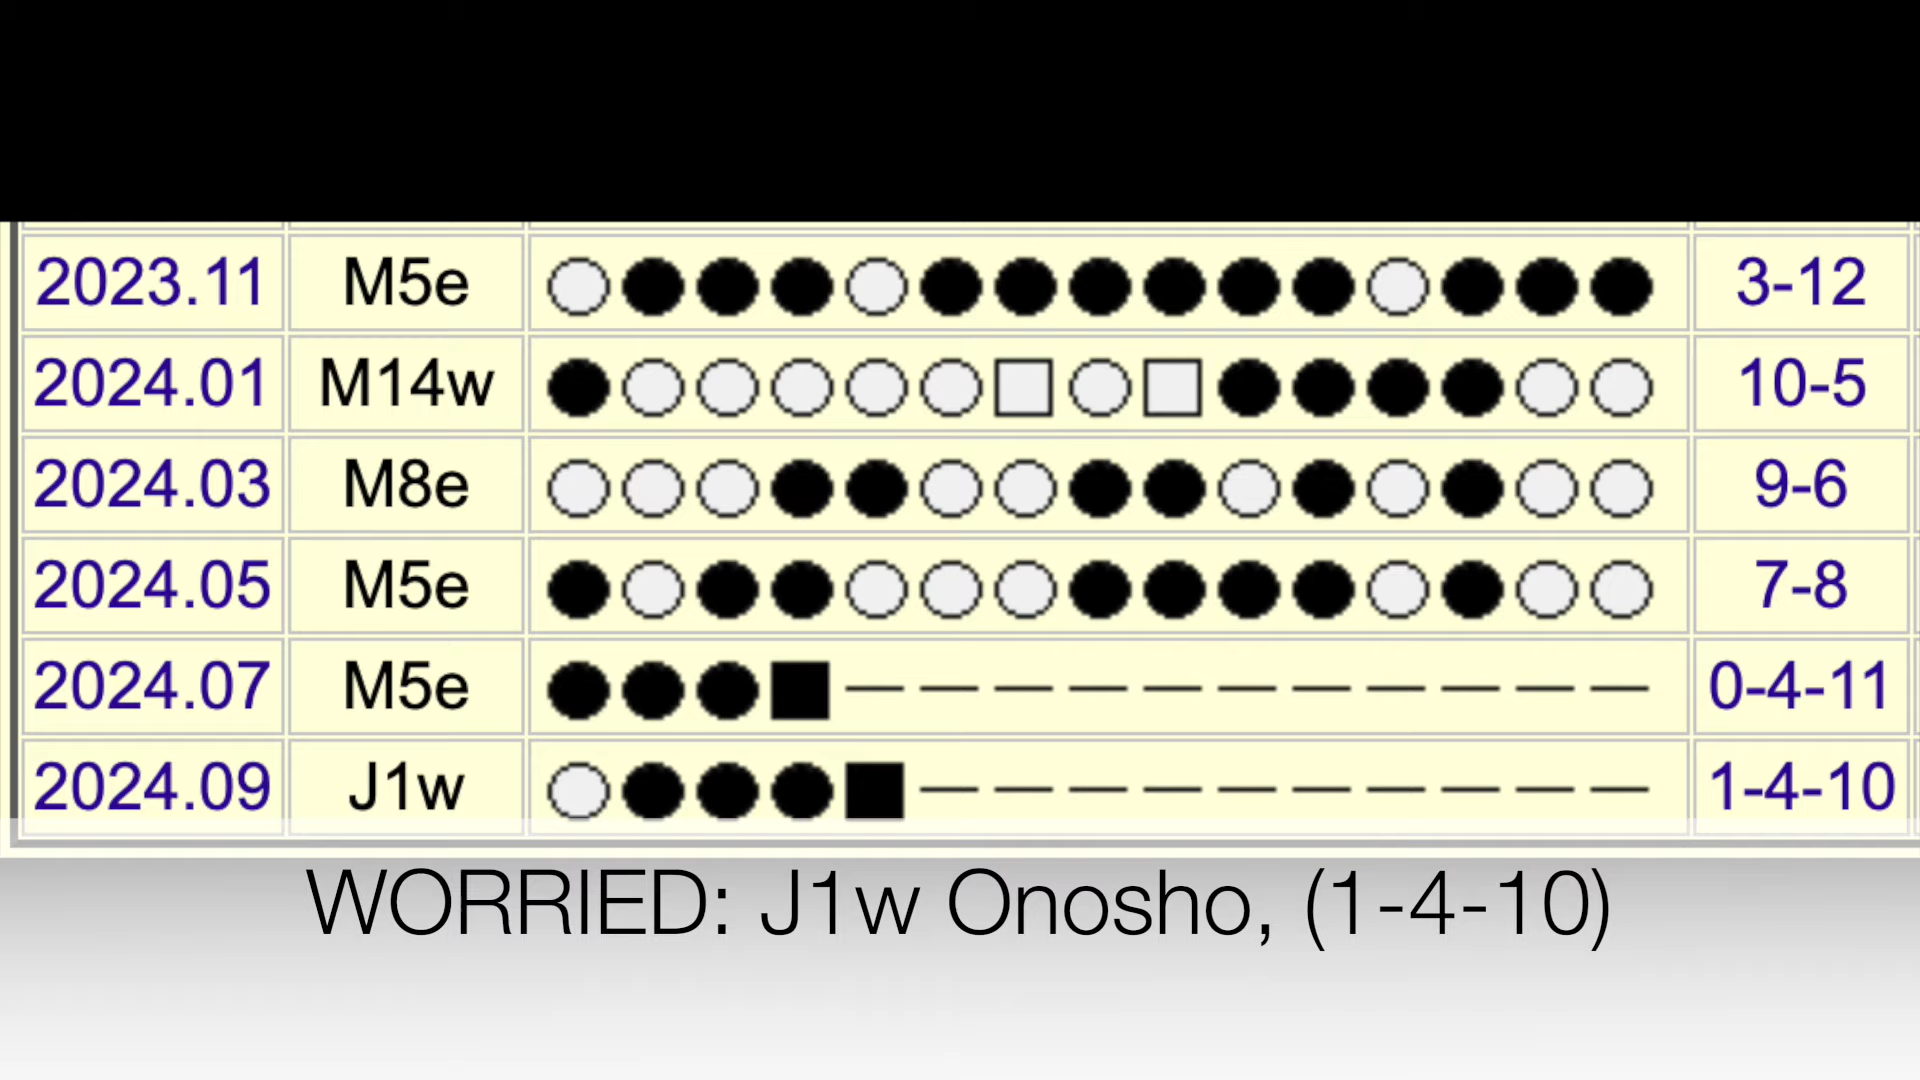 2023.11 M5e 3-12
2024.01 M14w 10-5
2024.03 M8e 9-6
2024.05 M5e 7-8
2024.07 M5e 0-4-11
2024.09 J1w 1-4-10
WORRIED: J1w Onosho, (1-4-10)